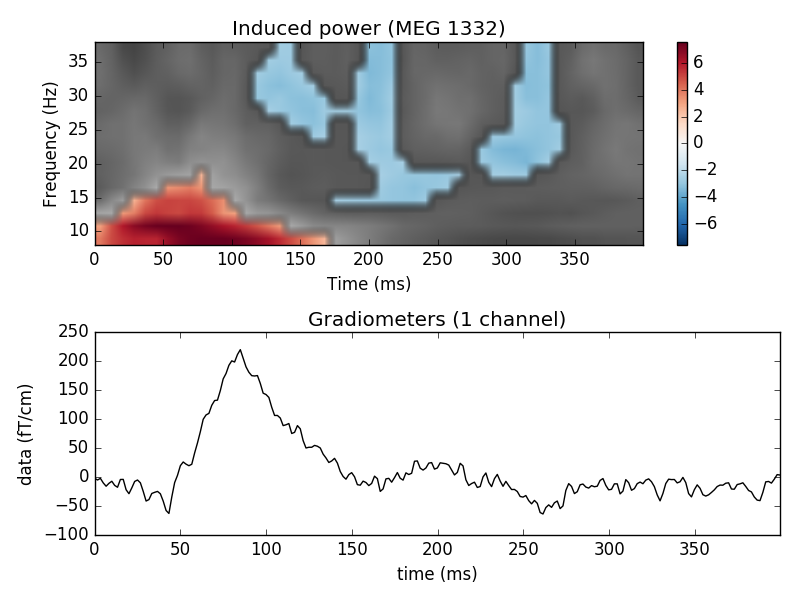 Induced power (MEG 1332)
35
30
25
20
15
10
Frequency (Hz)
0 50 100 150 200 250 300 350
Time (ms)
6
4
2
0
−2
−4
−6
Gradiometers (1 channel)
250
200
150
100
50
0
−50
−100
data (fT/cm)
0 50 100 150 200 250 300 350
time (ms)